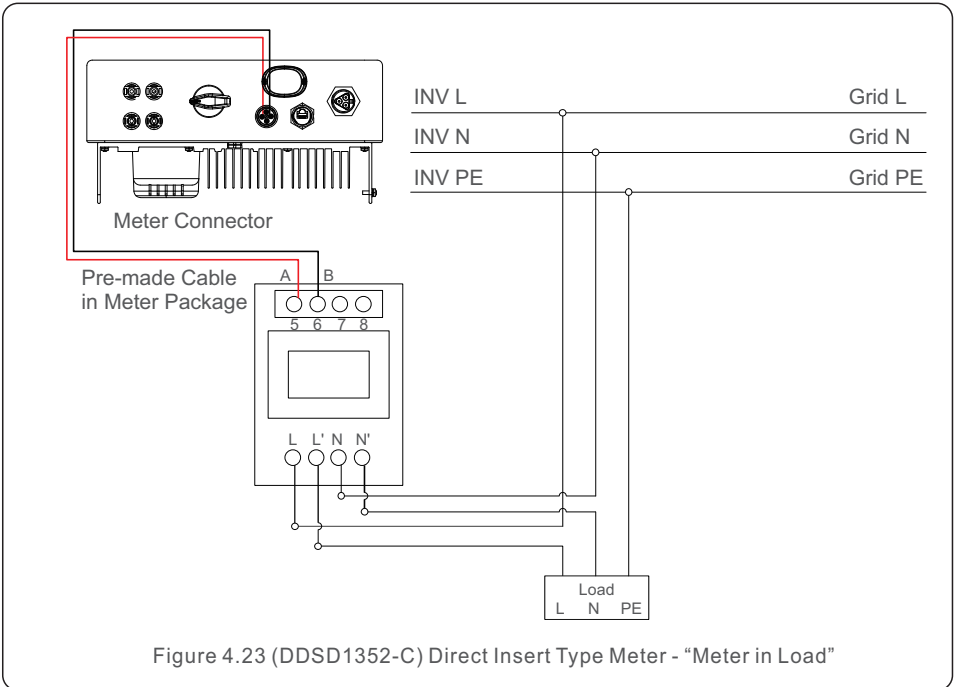 INV L
Grid L
INV N
Grid N
INV PE
Grid PE
Meter Connector
Pre-made Cable
in Meter Package
A B
5 6 7 8
L L' N N'
Load
L N PE
Figure 4.23 (DDSD1352-C) Direct Insert Type Meter - “Meter in Load”